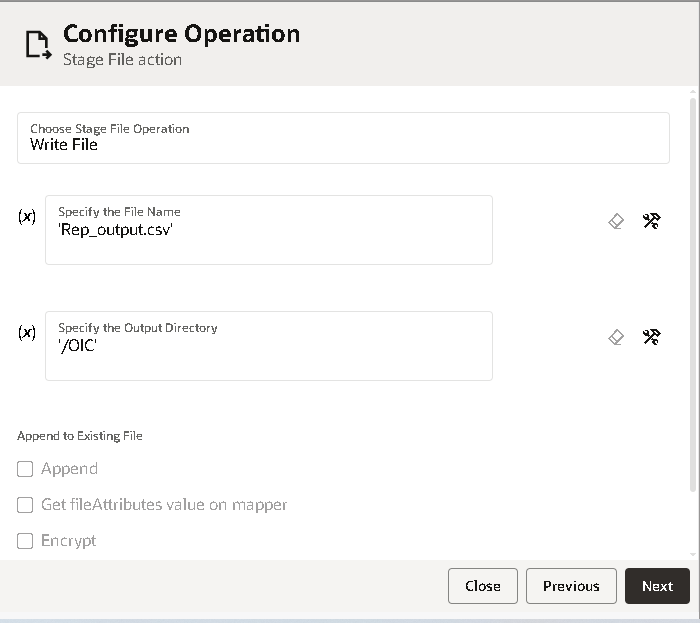 Configure Operation
Stage File action
Choose Stage File Operation
Write File
(x)
Specify the File Name
'Rep_output.csv'
(x)
Specify the Output Directory
'/OIC'
Append to Existing File
Append
Get fileAttributes value on mapper
Encrypt
Close Previous Next